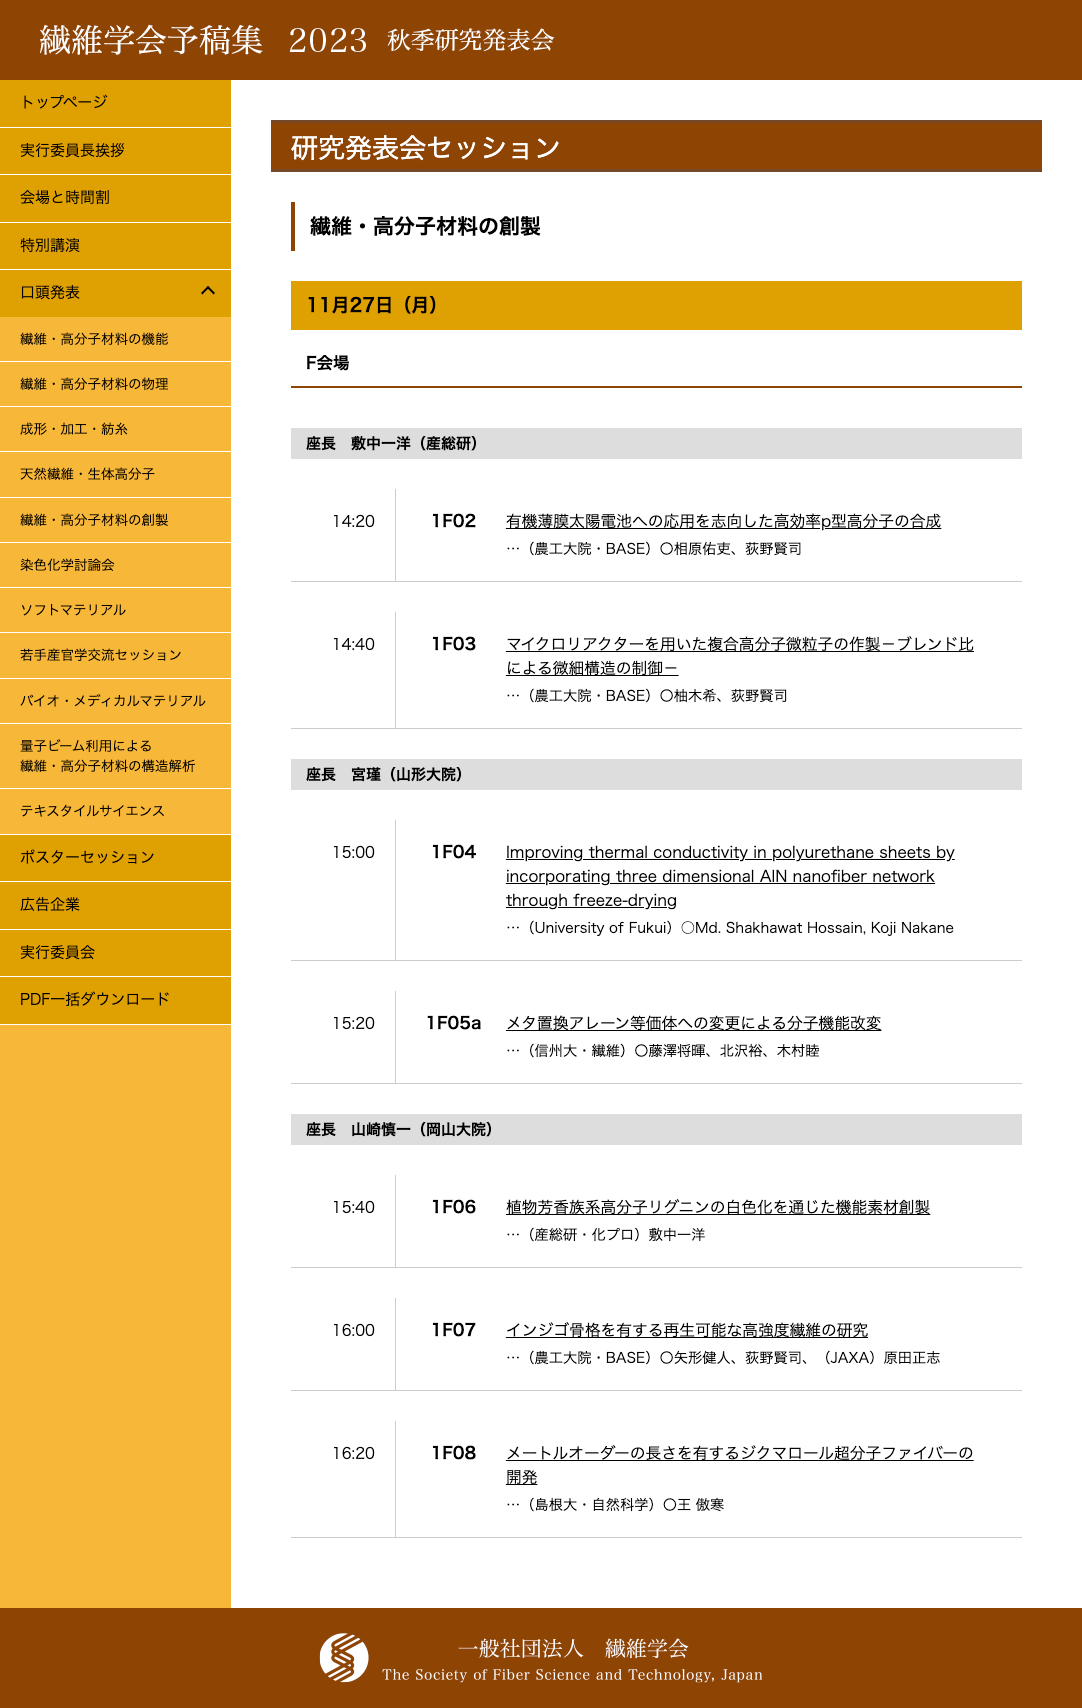 繊維学会予稿集 2023 秋季研究発表会
トップページ
実行委員長挨拶
会場と時間割
特別講演
口頭発表
繊維・高分子材料の機能
繊維・高分子材料の物理
成形・加工・紡糸
天然繊維・生体高分子
繊維・高分子材料の創製
染色化学討論会
ソフトマテリアル
若手産官学交流セッション
バイオ・メディカルマテリアル
量子ビーム利用による
繊維・高分子材料の構造解析
テキスタイルサイエンス
ポスターセッション
広告企業
実行委員会
PDF一括ダウンロード
研究発表会セッション
繊維・高分子材料の創製
11月27日（月）
F会場
座長　敷中一洋（産総研）
14:20 1F02 有機薄膜太陽電池への応用を志向した高効率p型高分子の合成
…（農工大院・BASE）〇相原佑吏、荻野賢司
14:40 1F03 マイクロリアクターを用いた複合高分子微粒子の作製－ブレンド比
による微細構造の制御－
…（農工大院・BASE）〇柚木希、荻野賢司
座長　宮瑾（山形大院）
15:00 1F04 Improving thermal conductivity in polyurethane sheets by
incorporating three dimensional AlN nanofiber network
through freeze-drying
…（University of Fukui）○Md. Shakhawat Hossain, Koji Nakane
15:20 1F05a メタ置換アレーン等価体への変更による分子機能改変
…（信州大・繊維）〇藤澤将暉、北沢裕、木村睦
座長　山崎慎一（岡山大院）
15:40 1F06 植物芳香族系高分子リグニンの白色化を通じた機能素材創製
…（産総研・化プロ）敷中一洋
16:00 1F07 インジゴ骨格を有する再生可能な高強度繊維の研究
…（農工大院・BASE）〇矢形健人、荻野賢司、（JAXA）原田正志
16:20 1F08 メートルオーダーの長さを有するジクマロール超分子ファイバーの
開発
…（島根大・自然科学）〇王 傲寒
一般社団法人　繊維学会
The Society of Fiber Science and Technology, Japan